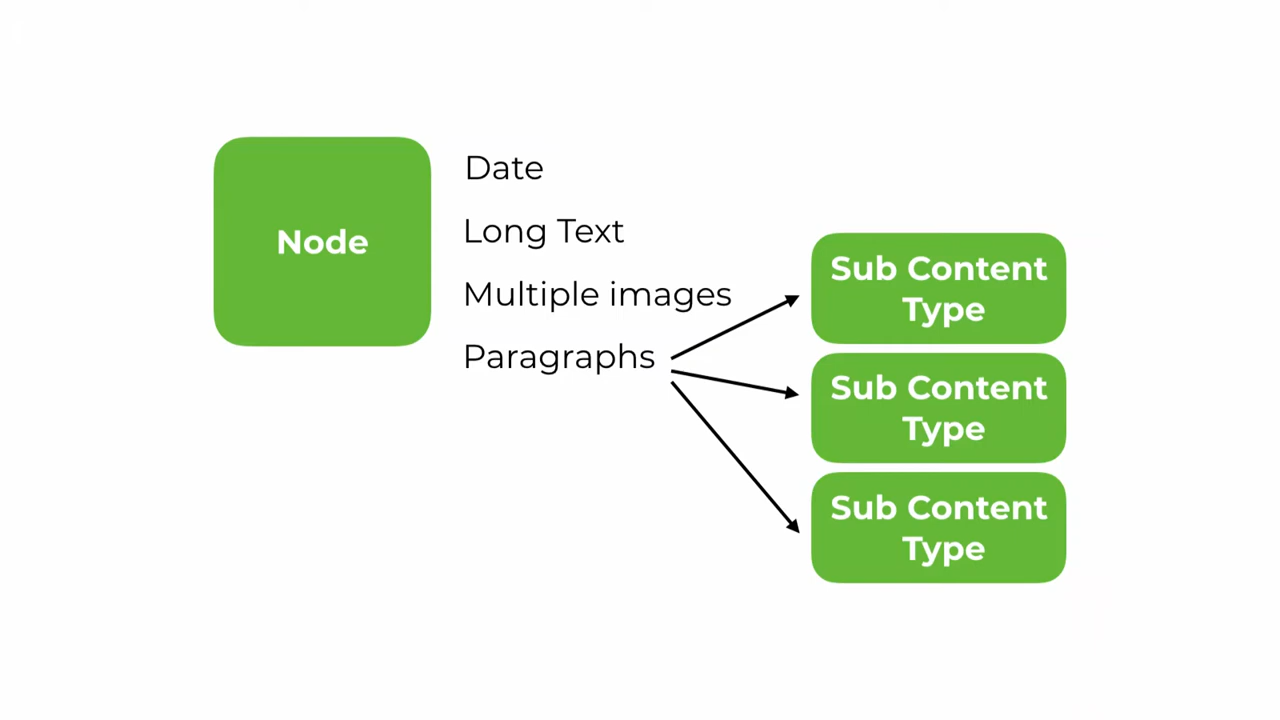 Node
Date
Long Text
Multiple images
Paragraphs
Sub Content
Type
Sub Content
Type
Sub Content
Type